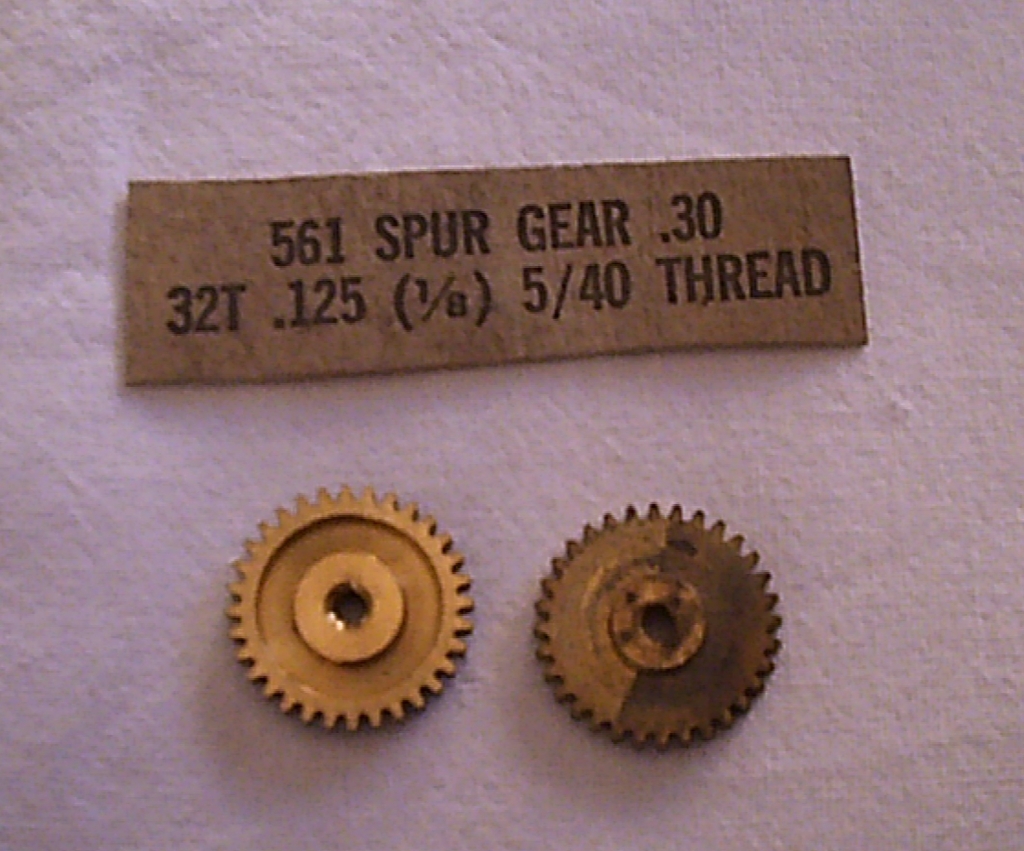 561 SPUR GEAR .30
32T .125 (⅛) 5/40 THREAD